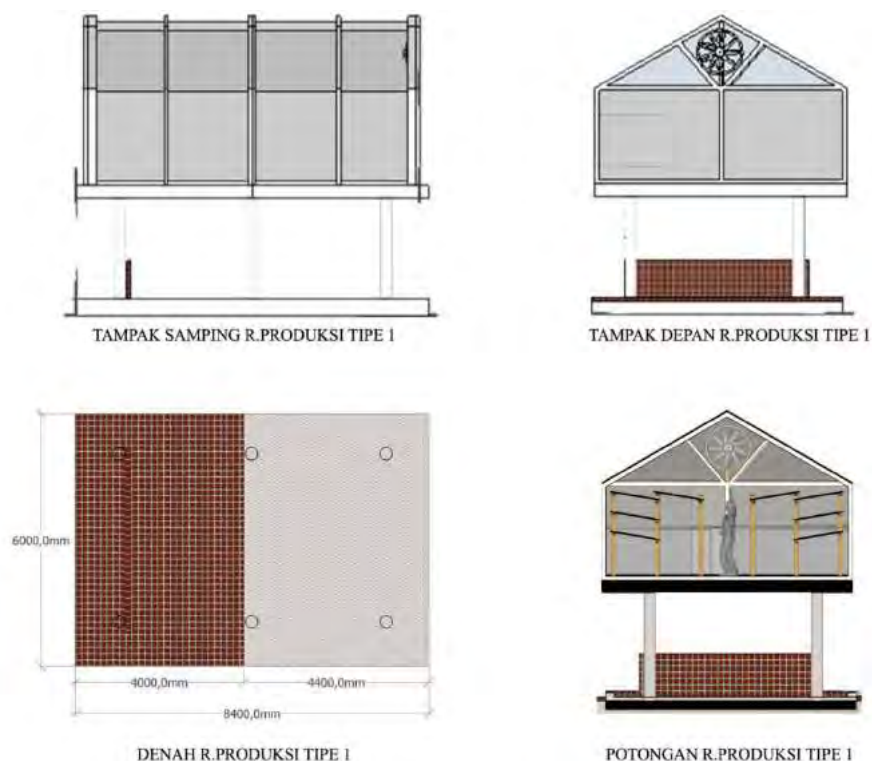 TAMPAK SAMPING R.PRODUKSI TIPE 1
TAMPAK DEPAN R.PRODUKSI TIPE 1
6000,0mm
4000,0mm
4400,0mm
8400,0mm
DENAH R.PRODUKSI TIPE 1
POTONGAN R.PRODUKSI TIPE 1